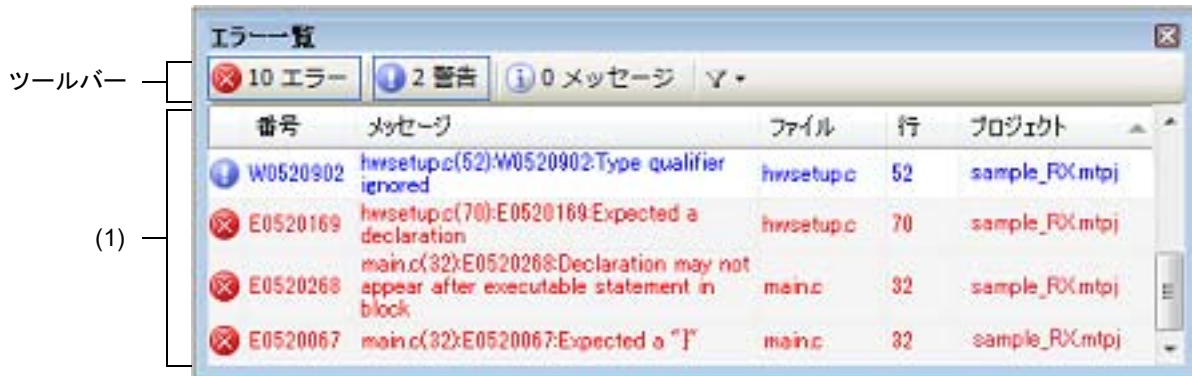 エラー一覧
ツールバー
10 エラー 2 警告 0 メッセージ
番号 メッセージ ファイル 行 プロジェクト
W0520902 hwsetup.c(52):W0520902:Type qualifier ignored hwsetup.c 52 sample_RX.mtpj
(1)
E0520169 hwsetup.c(70):E0520169:Expected a declaration hwsetup.c 70 sample_RX.mtpj
E0520268 main.c(32):E0520268:Declaration may not appear after executable statement in block main.c 32 sample_RX.mtpj
E0520067 main.c(32):E0520067:Expected a "]" main.c 32 sample_RX.mtpj